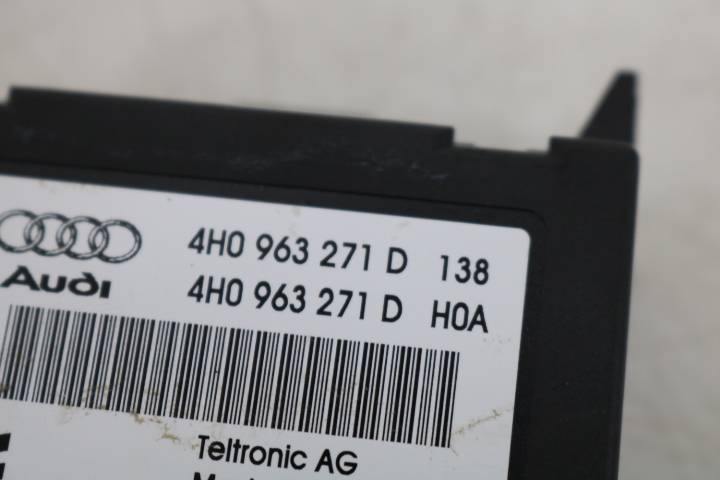 4H0 963 271 D 138
Audi 4H0 963 271 D H0A
Teltronic AG